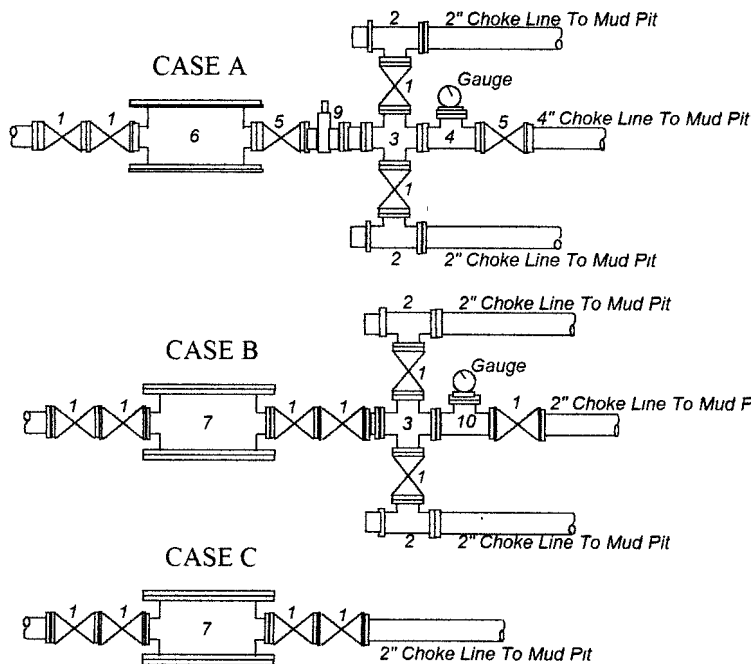 2
2" Choke Line To Mud Pit
CASE A
Gauge
1
1 1 6 5 9 3 4 5
4" Choke Line To Mud Pit
1
2
2" Choke Line To Mud Pit
2
2" Choke Line To Mud Pit
CASE B
Gauge
1
1 1 7 1 1 3 10 1
2" Choke Line To Mud P
1
2
2" Choke Line To Mud Pit
CASE C
1 1 7 1 1
2" Choke Line To Mud Pit